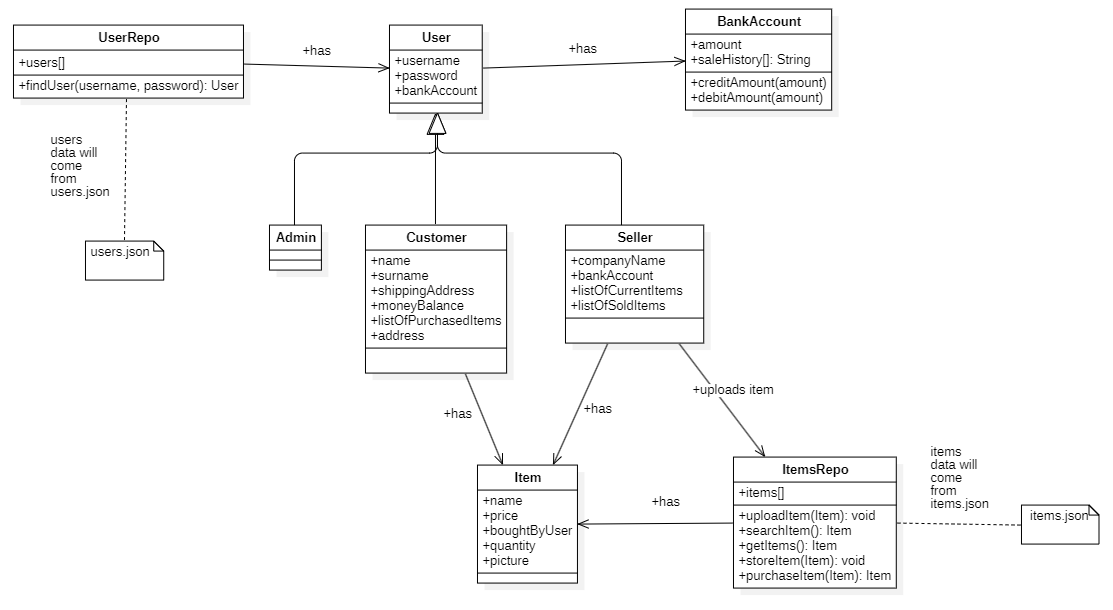 UserRepo
+users[]
+findUser(username, password): User
+has
User
+username
+password
+bankAccount
+has
BankAccount
+amount
+saleHistory[]: String
+creditAmount(amount)
+debitAmount(amount)
users
data will
come
from
users.json
users.json
Admin
Customer
+name
+surname
+shippingAddress
+moneyBalance
+listOfPurchasedItems
+address
Seller
+companyName
+bankAccount
+listOfCurrentItems
+listOfSoldItems
+has
+has
+uploads item
Item
+name
+price
+boughtByUser
+quantity
+picture
+has
ItemsRepo
+items[]
+uploadItem(Item): void
+searchItem(): Item
+getItems(): Item
+storeItem(Item): void
+purchaseItem(Item): Item
items
data will
come
from
items.json
items.json